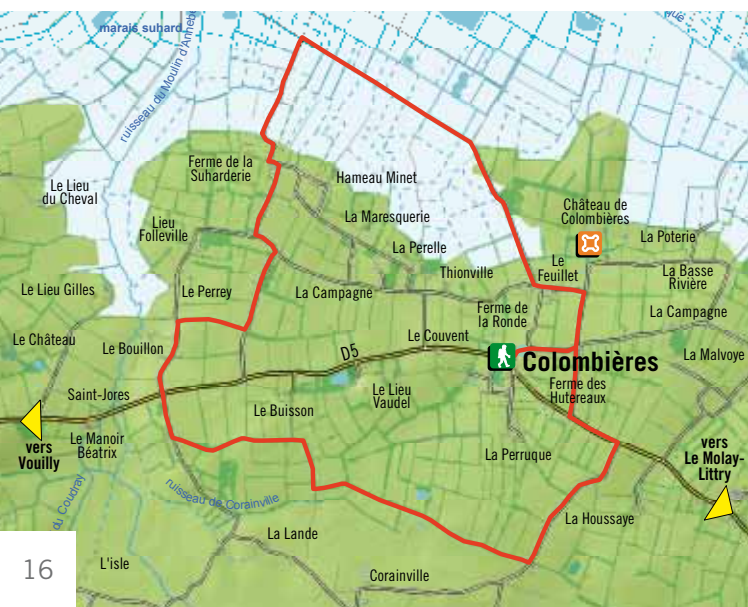 marais suhard
ruisseau du Moulin d'Anneb
que
Ferme de la
Suharderie
Hameau Minet
Le Lieu
du Cheval
La Maresquerie
Château de
Colombières
Lieu
Folleville
La Perelle
La Poterie
Thionville
Le
Feuillet
La Basse
Rivière
Le Lieu Gilles
Le Perrey
La Campagne
Ferme de
la Ronde
La Campagne
Le Château
Le Bouillon
D5
Le Couvent
Colombières
La Malvoye
Saint-Jores
Le Lieu
Vaudel
Ferme des
Hutereaux
Le Buisson
vers
Vouilly
Le Manoir
Béatrix
La Perruque
vers
Le Molay-
Littry
ruisseau de Corainville
du Coudray
La Houssaye
La Lande
L'isle
Corainville
16